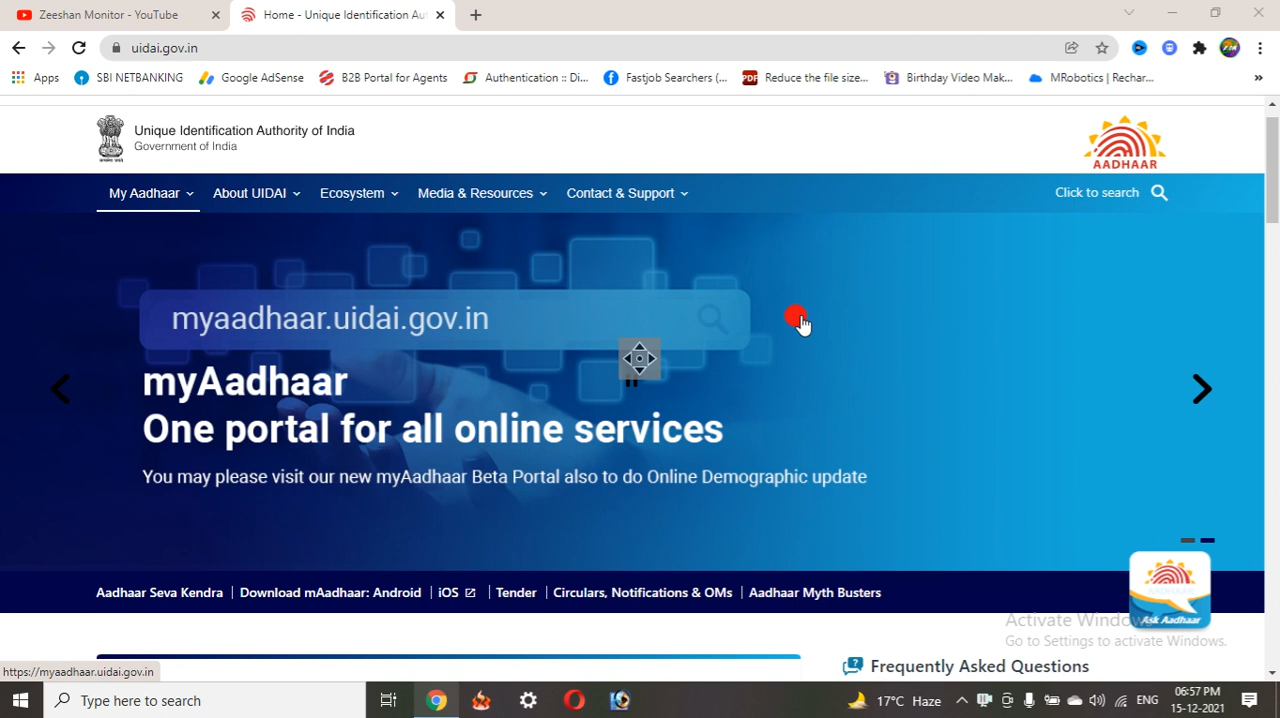 Zeeshan Monitor - YouTube
Home - Unique Identification Aut
uidai.gov.in
Apps
SBI NETBANKING
Google AdSense
B2B Portal for Agents
Authentication :: Di...
Fastjob Searchers (...
PDF
Reduce the file size...
Birthday Video Mak...
MRobotics | Rechar...
Unique Identification Authority of India
Government of India
AADHAAR
My Aadhaar
About UIDAI
Ecosystem
Media & Resources
Contact & Support
Click to search
myaadhaar.uidai.gov.in
myAadhaar
One portal for all online services
You may please visit our new myAadhaar Beta Portal also to do Online Demographic update
Aadhaar Seva Kendra
Download mAadhaar: Android
iOS
Tender
Circulars, Notifications & OMs
Aadhaar Myth Busters
Ask Aadhaar
Activate Windo
Go to Settings to activate Windows.
https://myaadhaar.uidai.gov.in
Frequently Asked Questions
Type here to search
17°C Haze
ENG
06:57 PM
15-12-2021